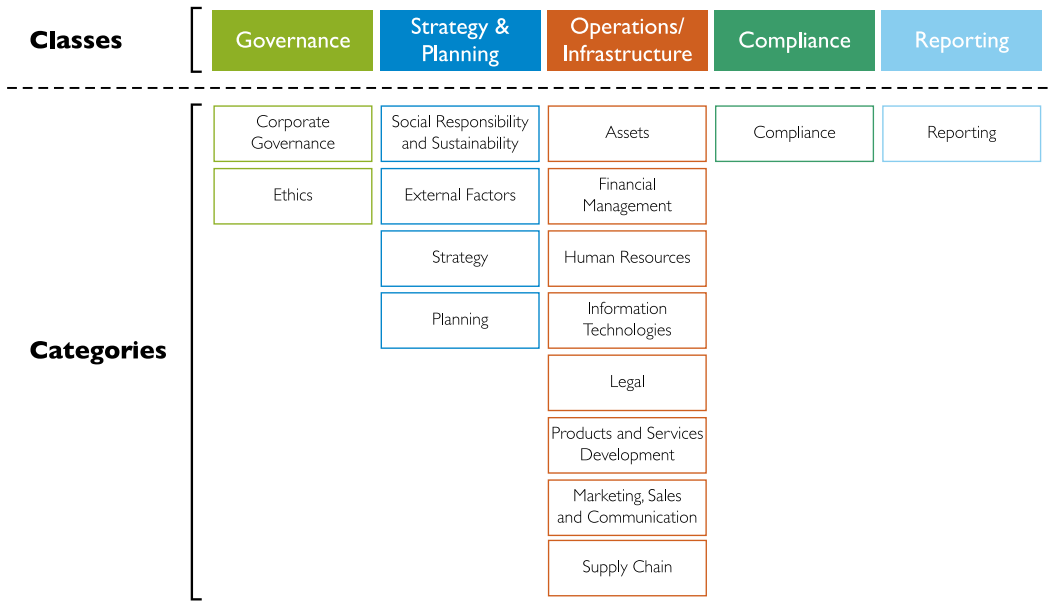 Classes
Governance
Strategy &
Planning
Operations/
Infrastructure
Compliance
Reporting
Categories
Corporate
Governance
Ethics
Social Responsibility
and Sustainability
External Factors
Strategy
Planning
Assets
Financial
Management
Human Resources
Information
Technologies
Legal
Products and Services
Development
Marketing, Sales
and Communication
Supply Chain
Compliance
Reporting